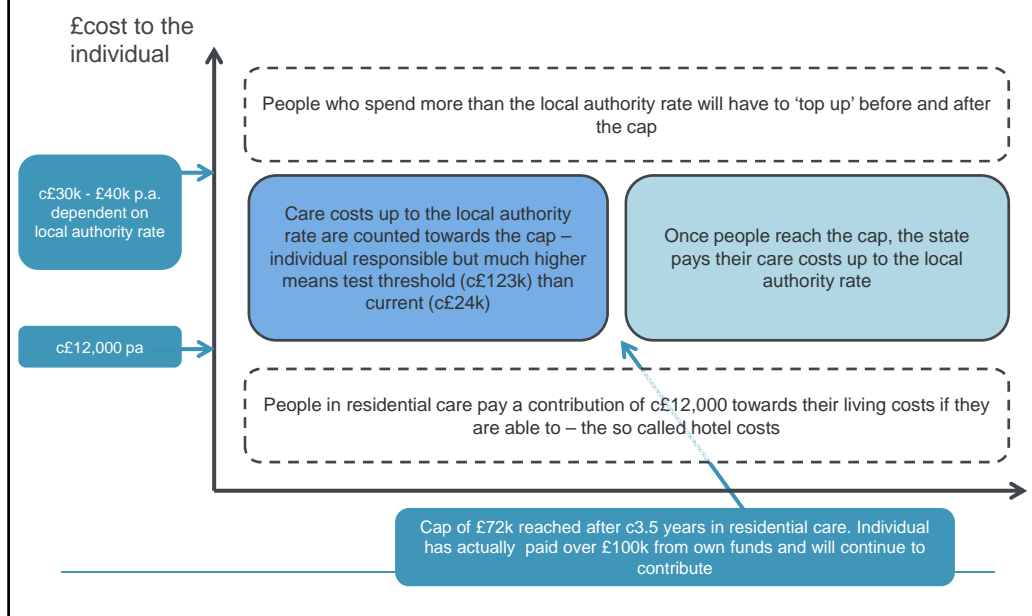 £cost to the
individual
People who spend more than the local authority rate will have to ‘top up’ before and after
the cap
c£30k - £40k p.a.
dependent on
local authority rate
Care costs up to the local authority
rate are counted towards the cap –
individual responsible but much higher
means test threshold (c£123k) than
current (c£24k)
Once people reach the cap, the state
pays their care costs up to the local
authority rate
c£12,000 pa
People in residential care pay a contribution of c£12,000 towards their living costs if they
are able to – the so called hotel costs
Cap of £72k reached after c3.5 years in residential care. Individual
has actually  paid over £100k from own funds and will continue to
contribute